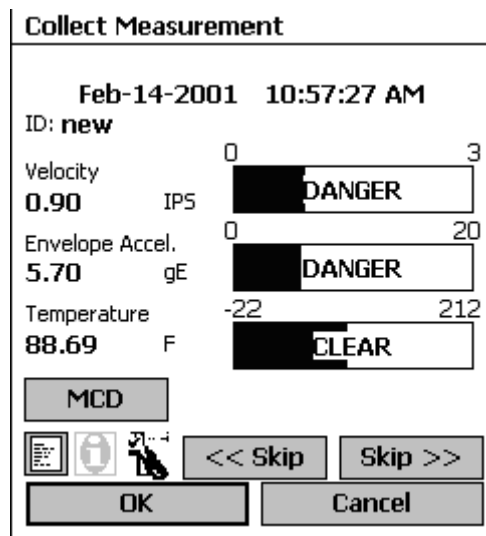 Collect Measurement
Feb-14-2001 10:57:27 AM
ID: new
Velocity
0.90 IPS
0 3
DANGER
Envelope Accel.
5.70 gE
0 20
DANGER
Temperature
88.69 F
-22 212
CLEAR
MCD
<< Skip Skip >>
OK Cancel